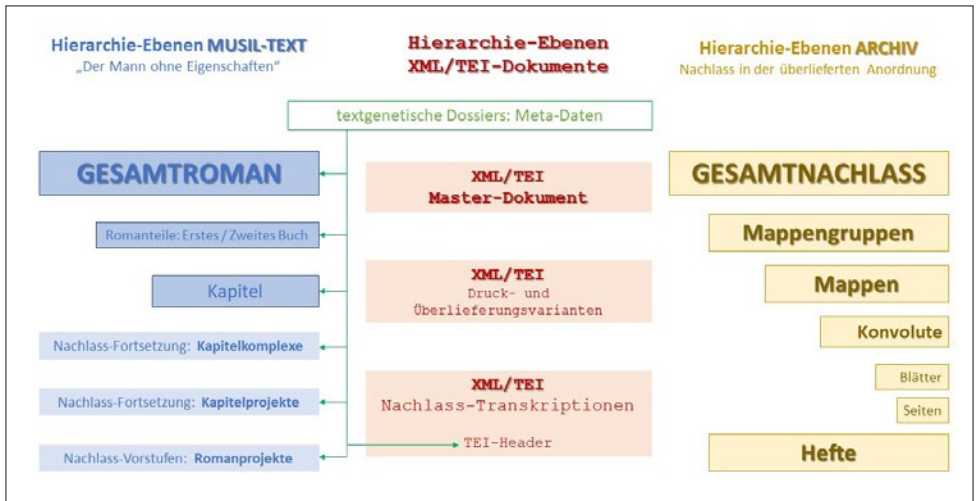 Hierarchie-Ebenen MUSIL-TEXT
„Der Mann ohne Eigenschaften“
Hierarchie-Ebenen
XML/TEI-Dokumente
Hierarchie-Ebenen ARCHIV
Nachlass in der überlieferten Anordnung
textgenetische Dossiers: Meta-Daten
GESAMTROMAN
Romanteile: Erstes / Zweites Buch
Kapitel
Nachlass-Fortsetzung: Kapitelkomplexe
Nachlass-Fortsetzung: Kapitelprojekte
Nachlass-Vorstufen: Romanprojekte
XML/TEI
Master-Dokument
XML/TEI
Druck- und
Überlieferungsvarianten
XML/TEI
Nachlass-Transkriptionen
TEI-Header
GESAMTNACHLASS
Mappengruppen
Mappen
Konvolute
Blätter
Seiten
Hefte